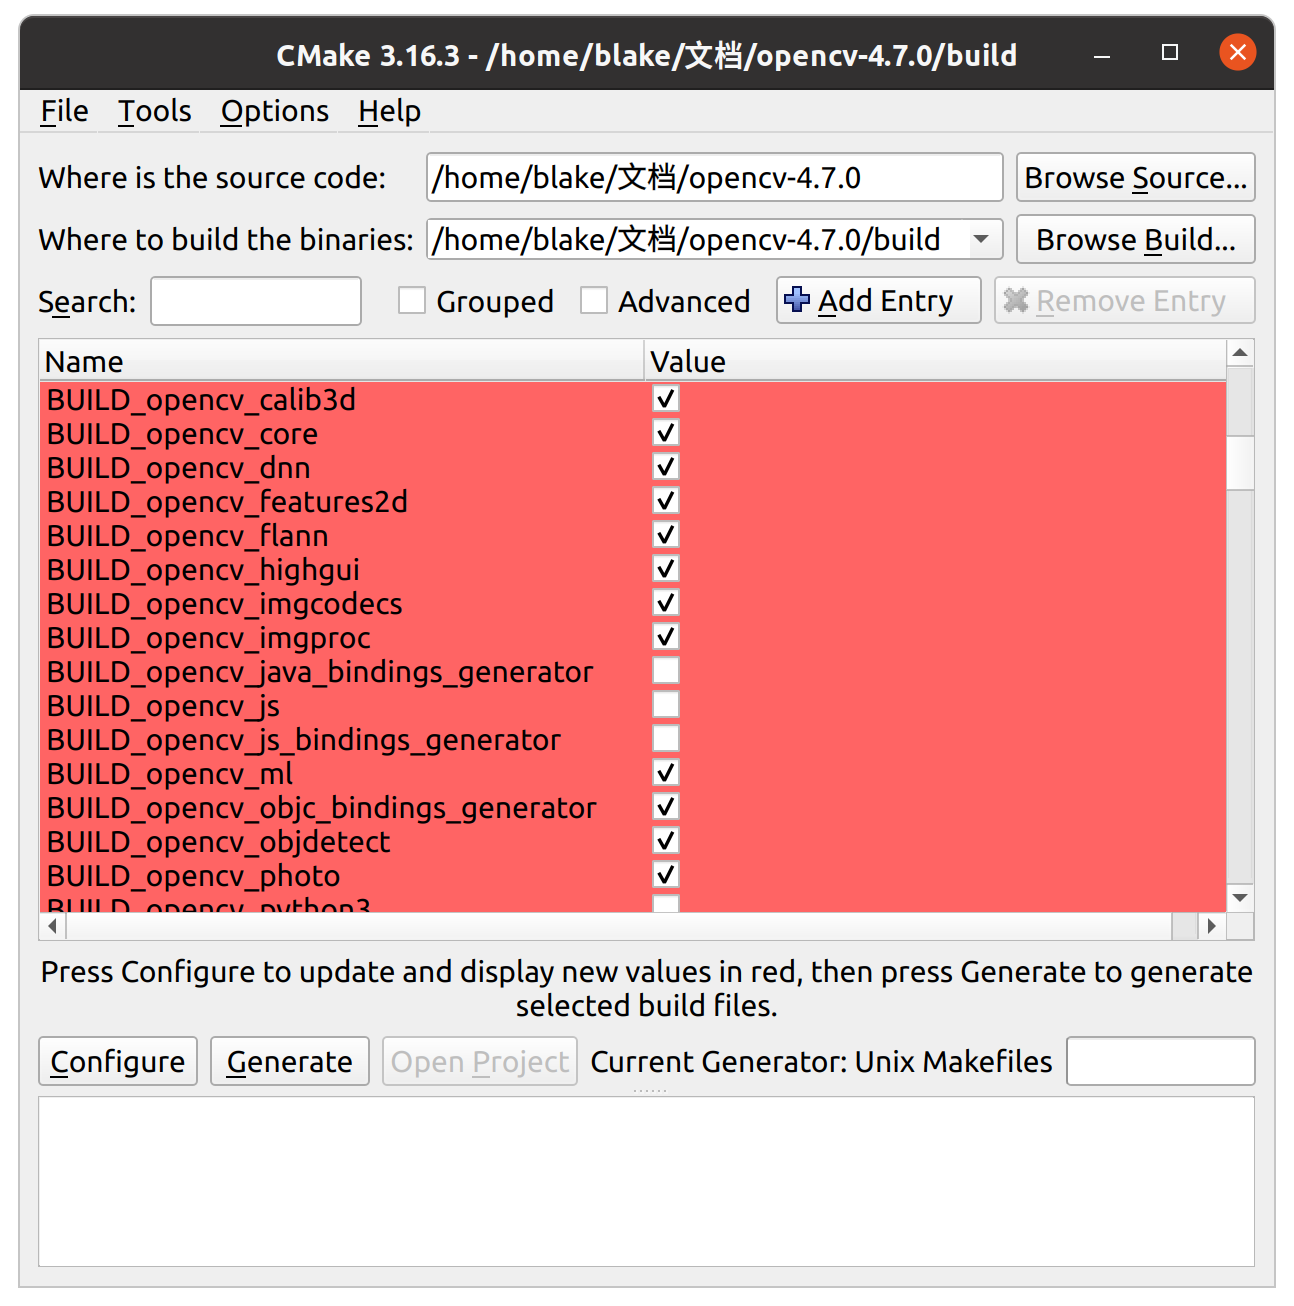 CMake 3.16.3 - /home/blake/文档/opencv-4.7.0/build
File Tools Options Help
Where is the source code: /home/blake/文档/opencv-4.7.0 Browse Source...
Where to build the binaries: /home/blake/文档/opencv-4.7.0/build Browse Build...
Search: Grouped Advanced Add Entry Remove Entry
Name Value
BUILD_opencv_calib3d
BUILD_opencv_core
BUILD_opencv_dnn
BUILD_opencv_features2d
BUILD_opencv_flann
BUILD_opencv_highgui
BUILD_opencv_imgcodecs
BUILD_opencv_imgproc
BUILD_opencv_java_bindings_generator
BUILD_opencv_js
BUILD_opencv_js_bindings_generator
BUILD_opencv_ml
BUILD_opencv_objc_bindings_generator
BUILD_opencv_objdetect
BUILD_opencv_photo
BUILD_opencv_python3
Press Configure to update and display new values in red, then press Generate to generate
selected build files.
Configure Generate Open Project Current Generator: Unix Makefiles